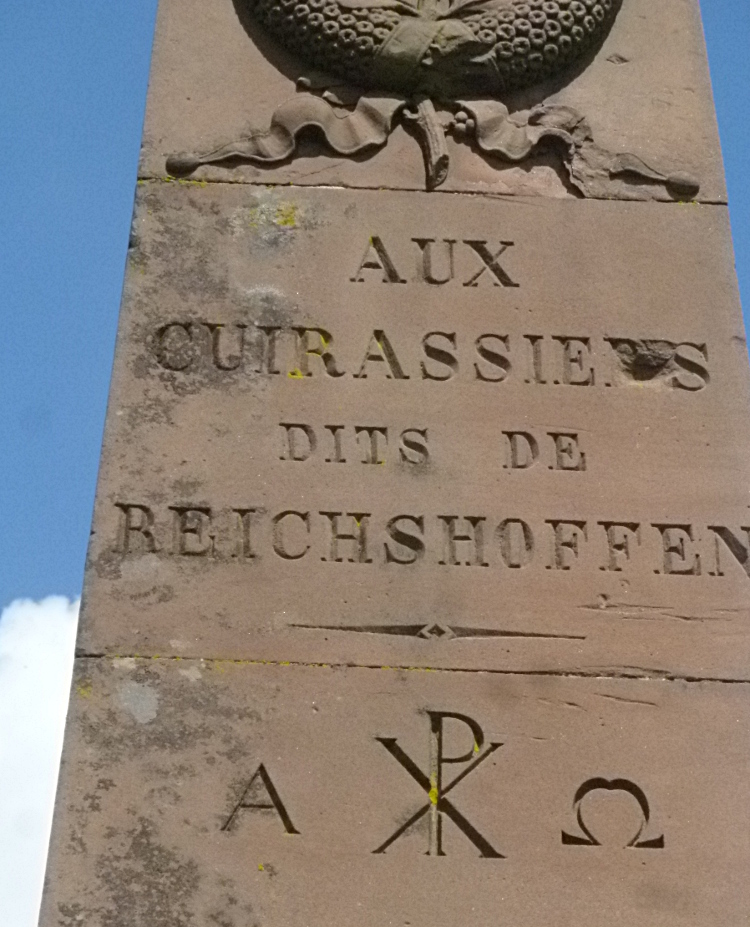 AUX
CUIRASSIERS
DITS DE
REICHSHOFFEN
Α ☧ Ω